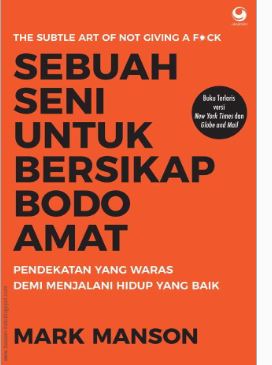 THE SUBTLE ART OF NOT GIVING A F*CK
SEBUAH
SENI
UNTUK
BERSIKAP
BODO
AMAT
Buku Terlaris
versi
New York Times dan
Globe and Mail
PENDEKATAN YANG WARAS
DEMI MENJALANI HIDUP YANG BAIK
MARK MANSON